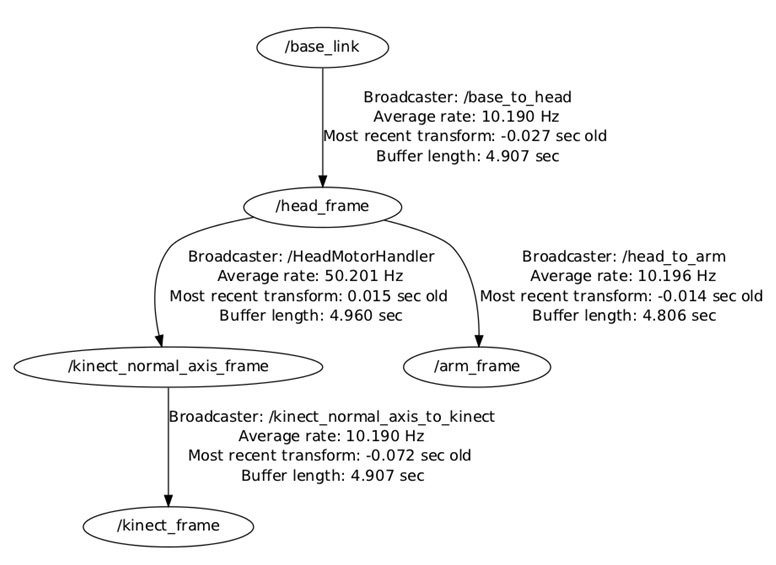 /base_link
Broadcaster: /base_to_head
Average rate: 10.190 Hz
Most recent transform: -0.027 sec old
Buffer length: 4.907 sec
/head_frame
Broadcaster: /HeadMotorHandler
Average rate: 50.201 Hz
Most recent transform: 0.015 sec old
Buffer length: 4.960 sec
Broadcaster: /head_to_arm
Average rate: 10.196 Hz
Most recent transform: -0.014 sec old
Buffer length: 4.806 sec
/kinect_normal_axis_frame
/arm_frame
Broadcaster: /kinect_normal_axis_to_kinect
Average rate: 10.190 Hz
Most recent transform: -0.072 sec old
Buffer length: 4.907 sec
/kinect_frame